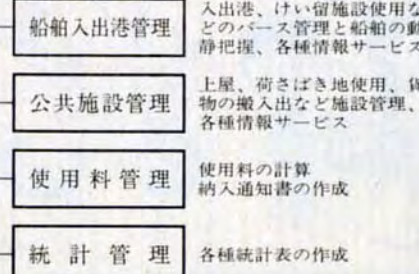 船舶入出港管理
入出港、けい留施設使用な
どのバース管理と船舶の動
静把握、各種情報サービス
公共施設管理
上屋、荷さばき地使用、貨
物の搬入出など施設管理、
各種情報サービス
使用料管理
使用料の計算
納入通知書の作成
統計管理
各種統計表の作成